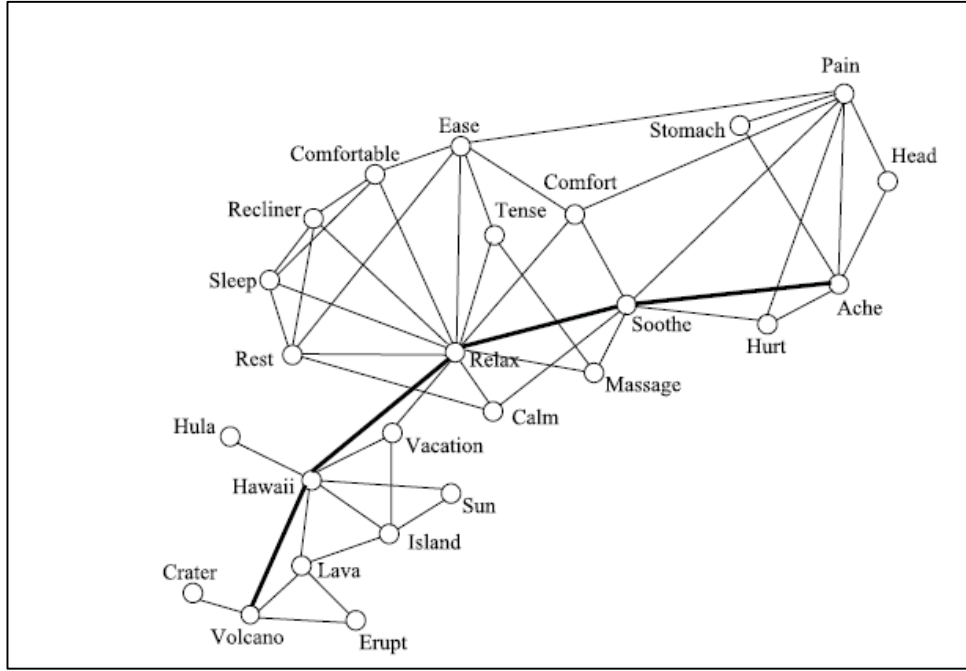 Pain
Ease
Stomach
Comfortable
Head
Comfort
Recliner
Tense
Sleep
Ache
Soothe
Hurt
Rest
Relax
Massage
Calm
Hula
Vacation
Hawaii
Sun
Island
Crater
Lava
Volcano
Erupt